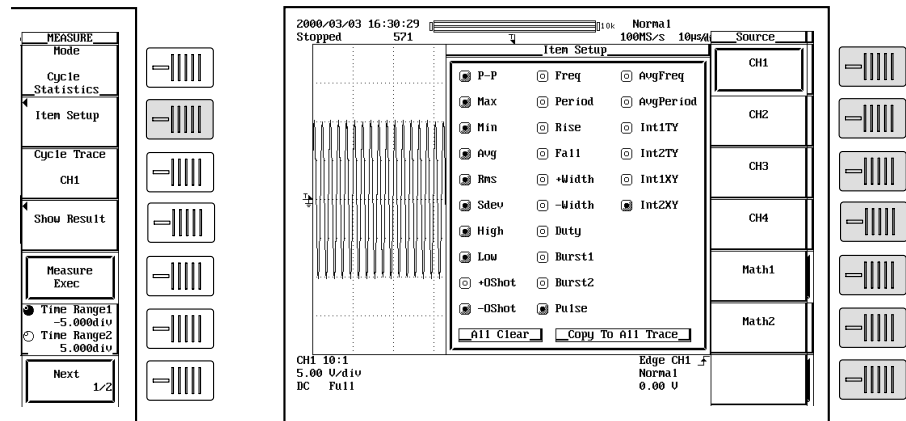 MEASURE
Mode
Cycle
Statistics
Item Setup
Cycle Trace
CH1
Show Result
Measure
Exec
Time Range1
-5.000div
Time Range2
5.000div
Next
1/2
2000/03/03 16:30:29
10k
Normal
Stopped
571
100MS/s
10µs/di
Item Setup
P-P
Freq
AvgFreq
Max
Period
AvgPeriod
Min
Rise
Int1TY
Avg
Fall
Int2TY
Rms
+Width
Int1XY
Sdev
-Width
Int2XY
High
Duty
Low
Burst1
+OShot
Burst2
-OShot
Pulse
All Clear
Copy To All Trace
CH1 10:1
5.00 V/div
DC Full
Edge CH1
Normal
0.00 V
Source
CH1
CH2
CH3
CH4
Math1
Math2